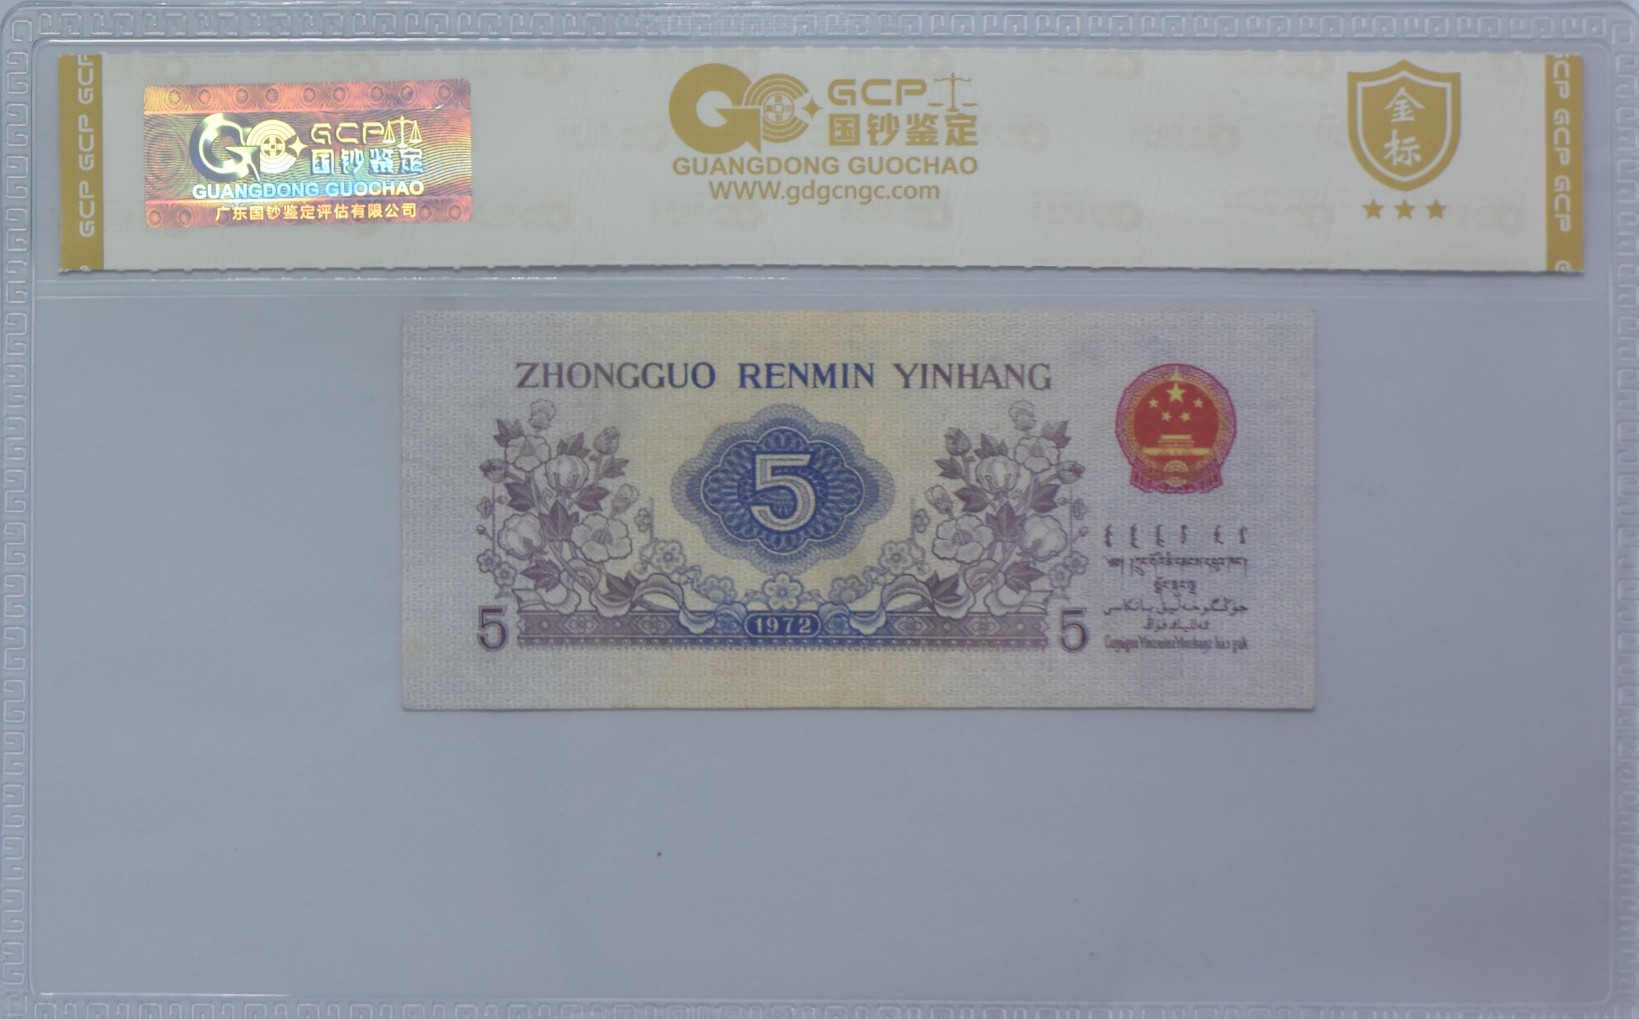 GCP GCP GCP
GCP
国钞鉴定
GUANGDONG GUOCHAO
广东国钞鉴定评估有限公司
GCP
国钞鉴定
GUANGDONG GUOCHAO
WWW.gdgcngc.com
金标
GCP GCP GCP
ZHONGGUO RENMIN YINHANG
5
1972
5
5